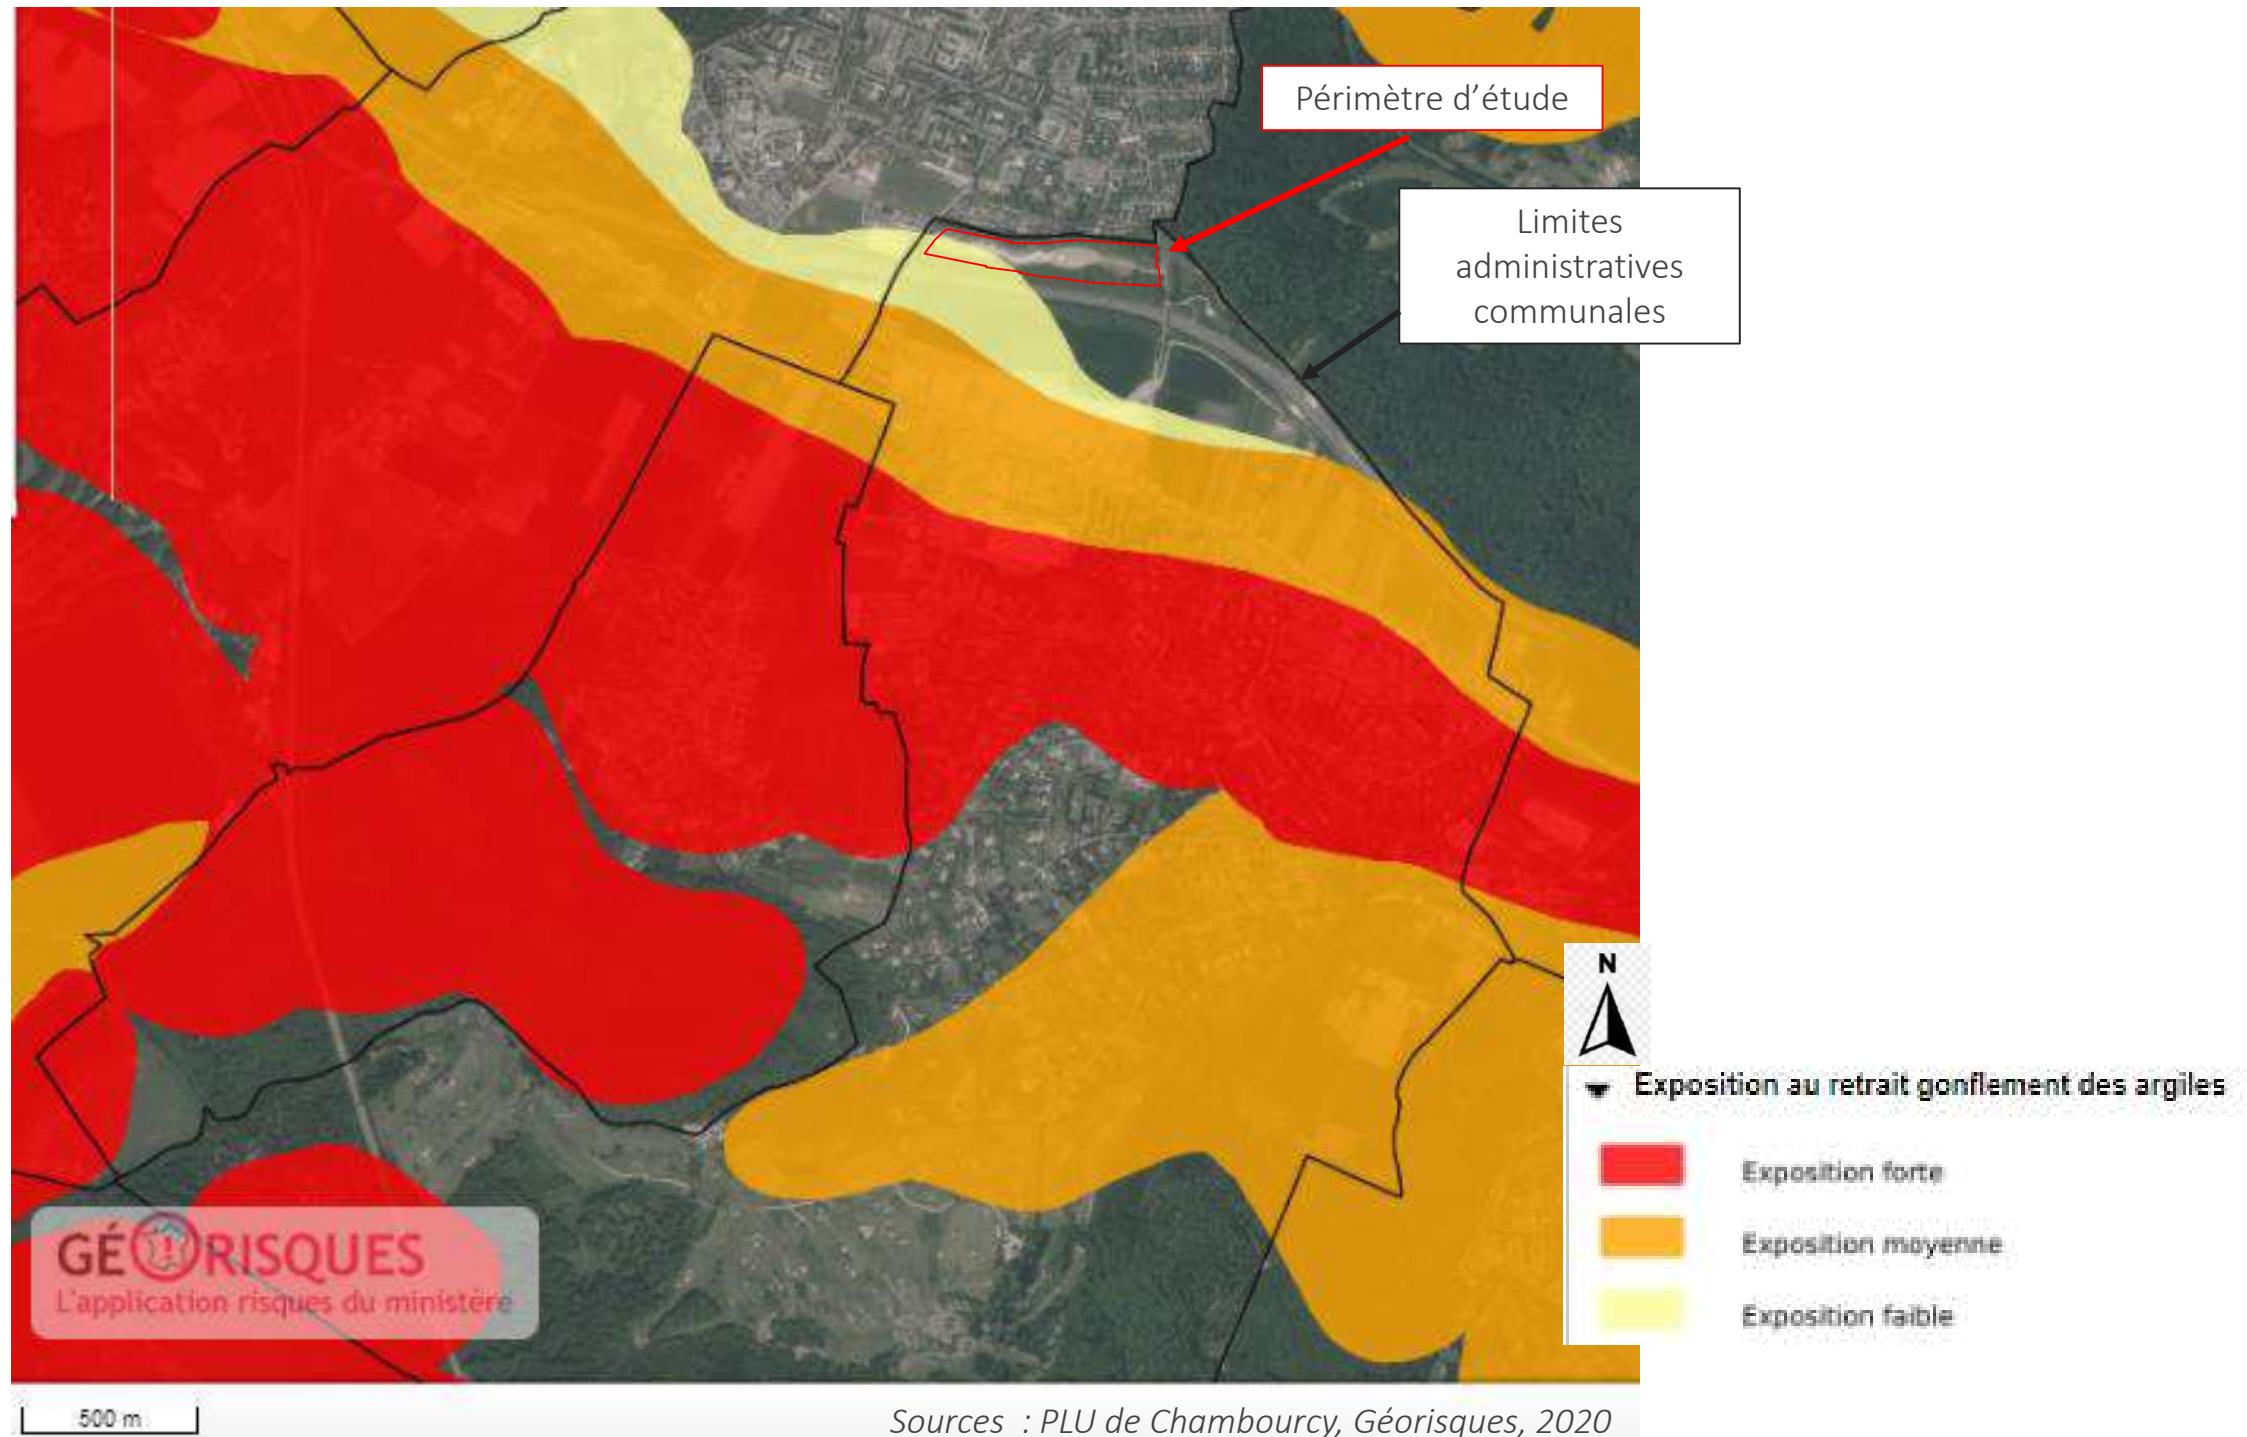 Périmètre d’étude
Limites
administratives
communales
N
Exposition au retrait gonflement des argiles
Exposition forte
Exposition moyenne
Exposition faible
GÉORISQUES
L'application risques du ministère
500 m
Sources : PLU de Chambourcy, Géorisques, 2020